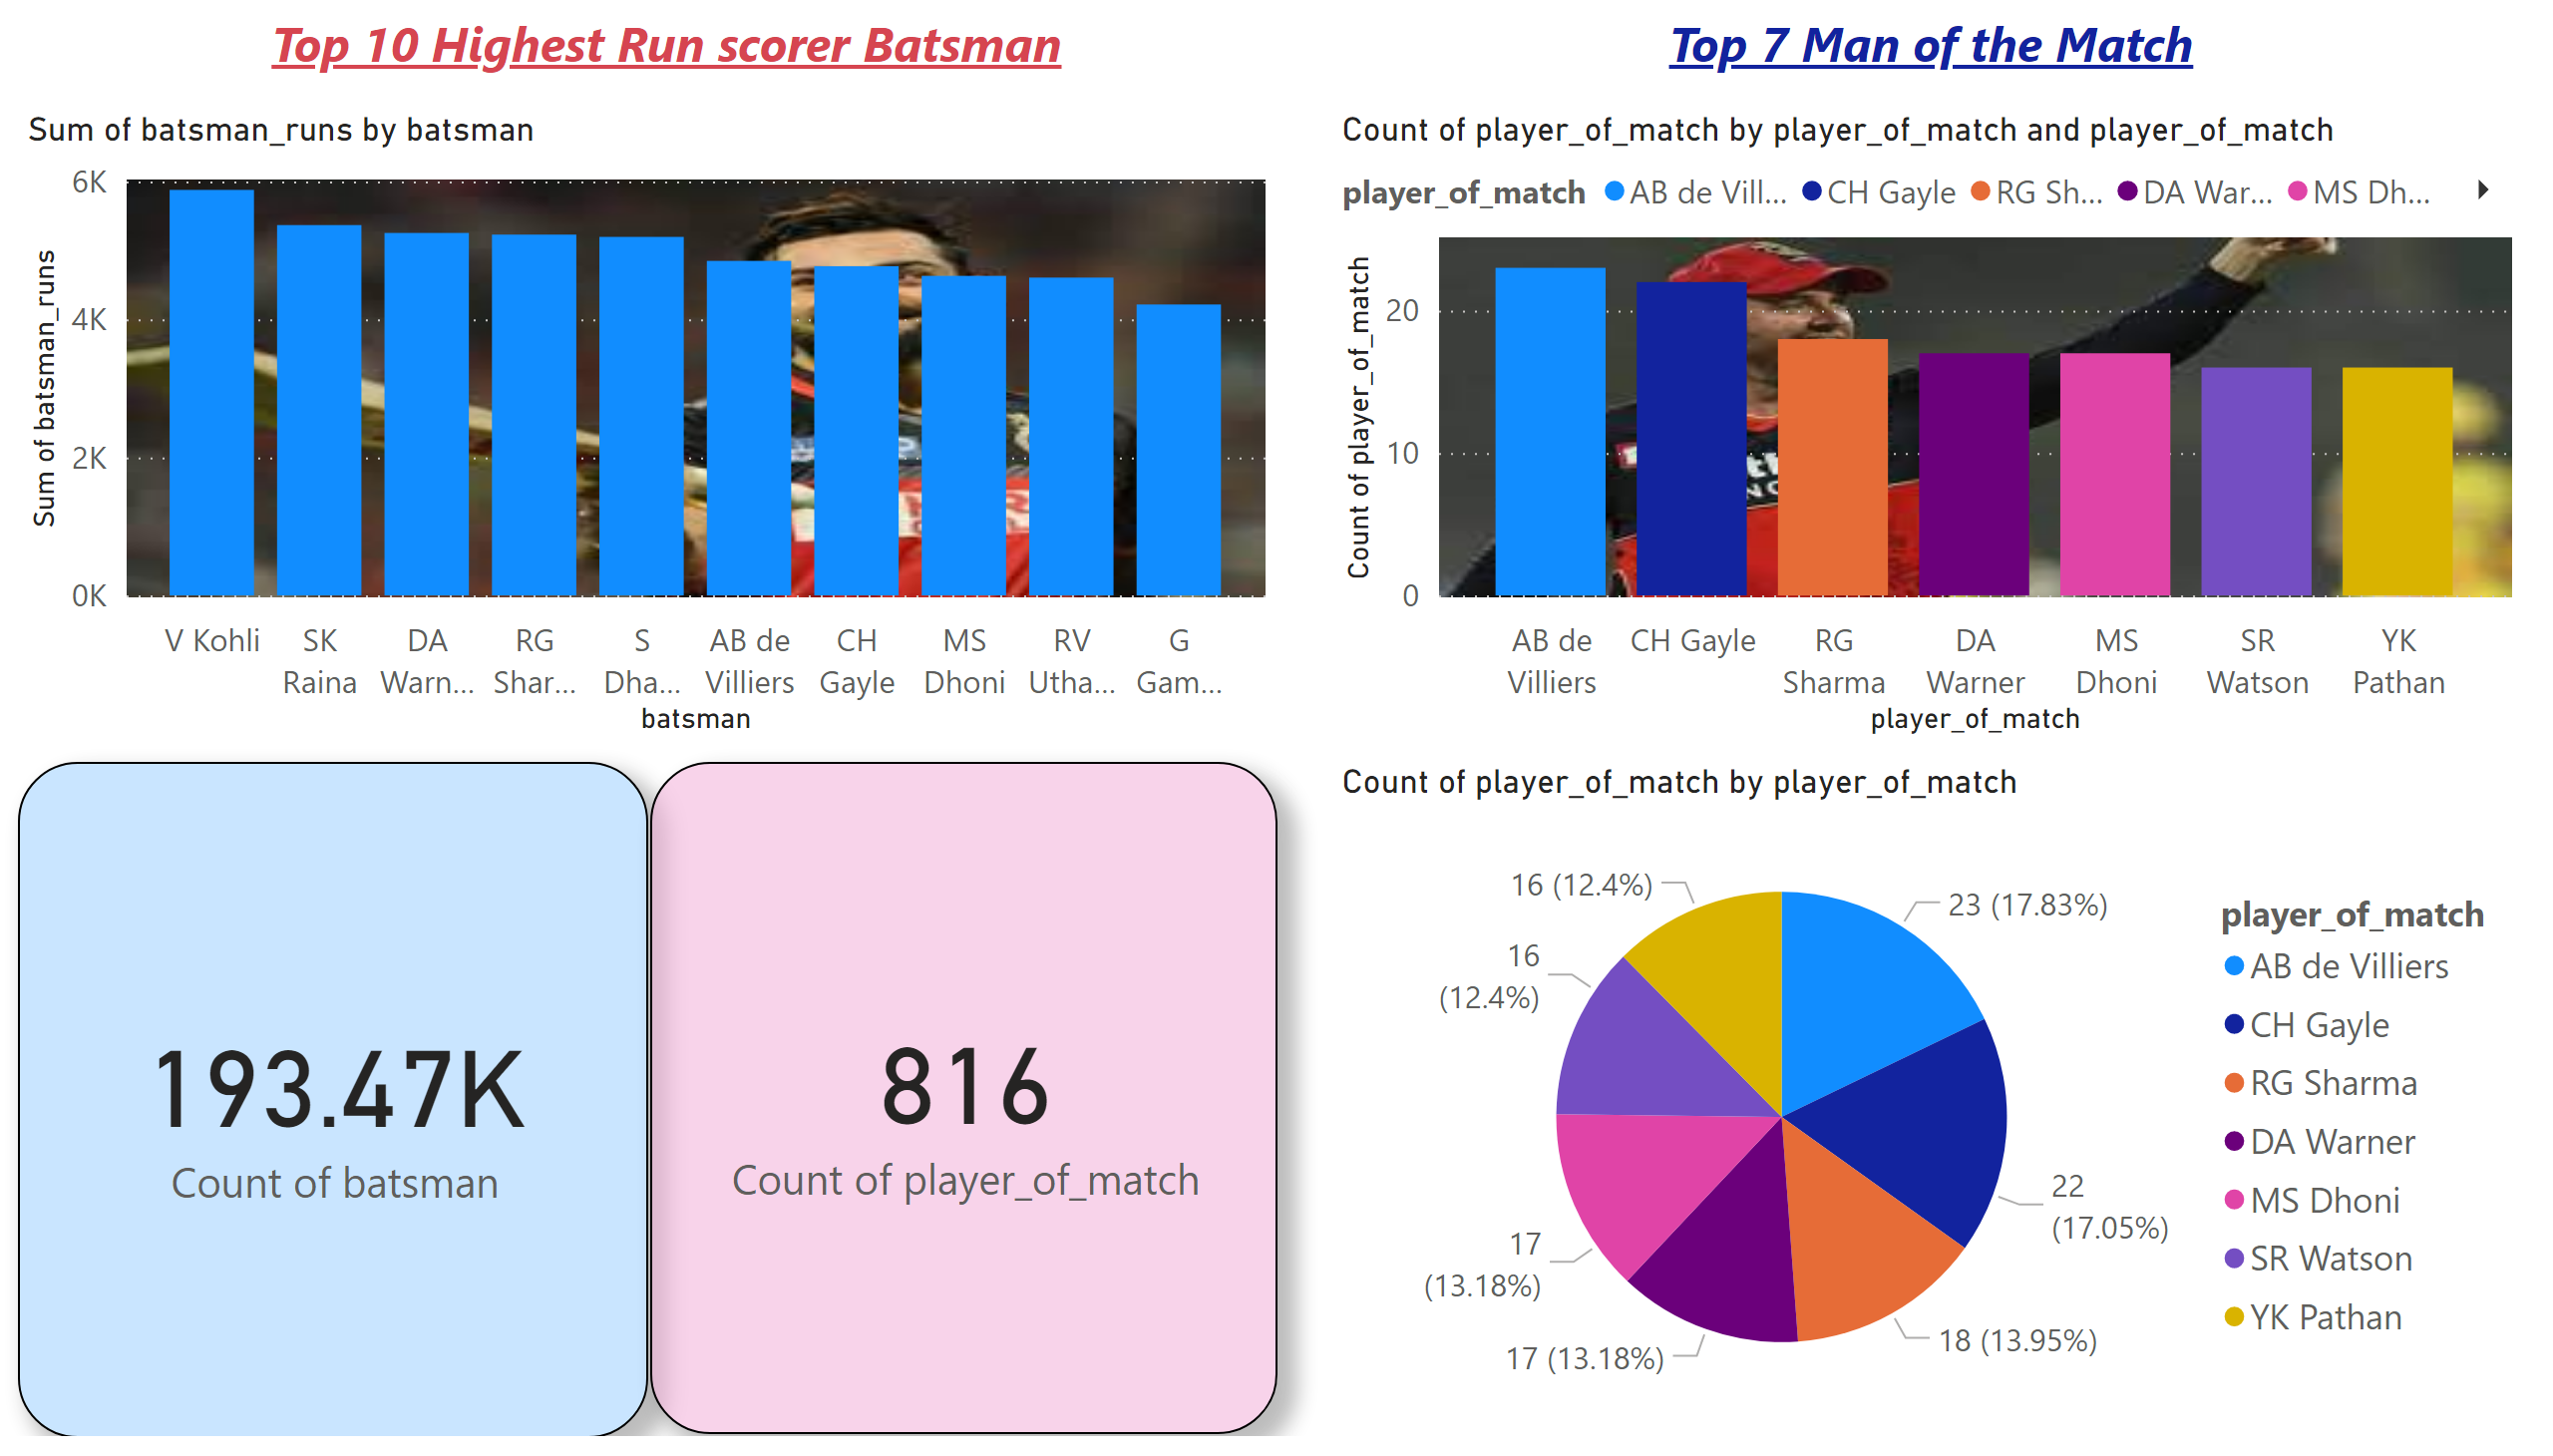 Top 10 Highest Run scorer Batsman
Sum of batsman_runs by batsman
Sum of batsman_runs
6K
4K
2K
0K
V Kohli
SK Raina
DA Warn...
RG Shar...
S Dha...
AB de Villiers
CH Gayle
MS Dhoni
RV Utha...
G Gam...
batsman
Top 7 Man of the Match
Count of player_of_match by player_of_match and player_of_match
player_of_match AB de Vill... CH Gayle RG Sh... DA War... MS Dh...
Count of player_of_match
20
10
0
AB de Villiers
CH Gayle
RG Sharma
DA Warner
MS Dhoni
SR Watson
YK Pathan
player_of_match
193.47K
Count of batsman
816
Count of player_of_match
Count of player_of_match by player_of_match
16 (12.4%)
23 (17.83%)
16 (12.4%)
22 (17.05%)
17 (13.18%)
17 (13.18%)
18 (13.95%)
player_of_match
AB de Villiers
CH Gayle
RG Sharma
DA Warner
MS Dhoni
SR Watson
YK Pathan